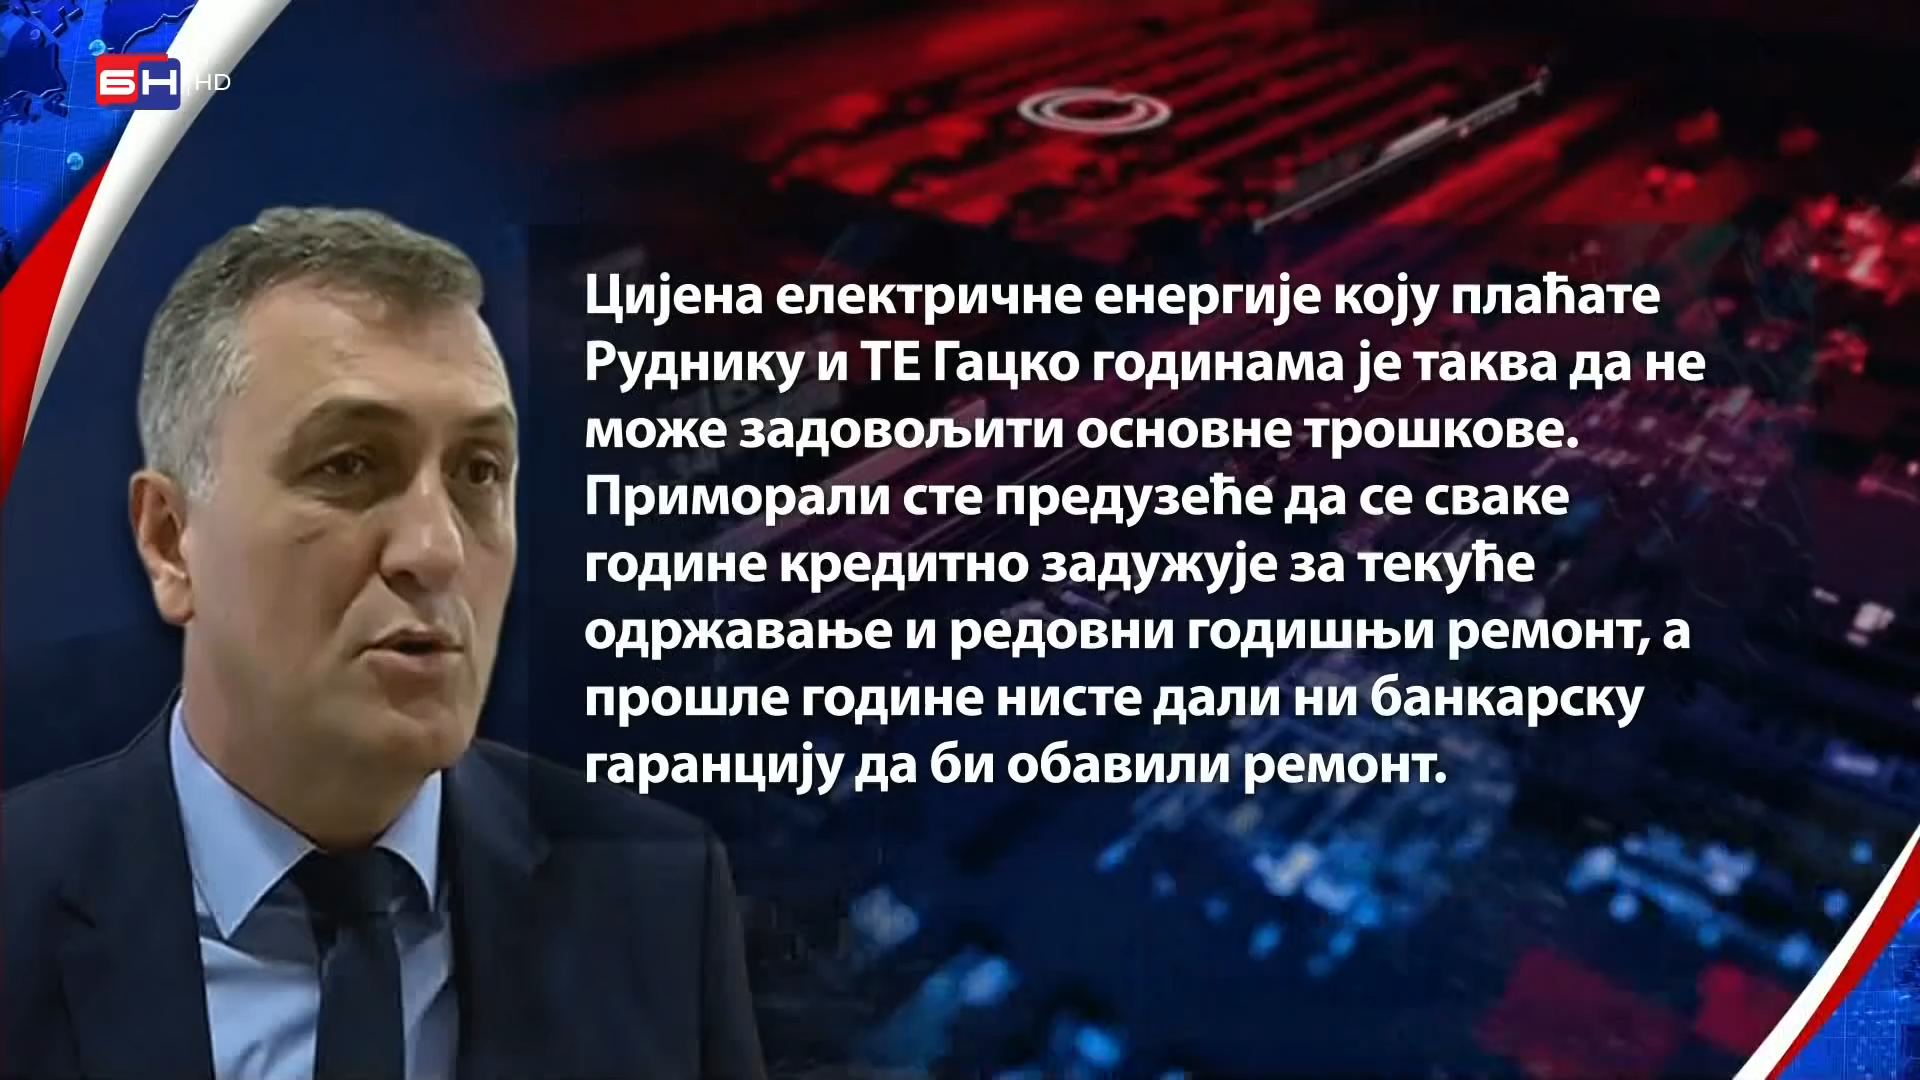 БН HD
Цијена електричне енергије коју плаћате
Руднику и ТЕ Гацко годинама је таква да не
може задовољити основне трошкове.
Приморали сте предузеће да се сваке
године кредитно задужује за текуће
одржавање и редовни годишњи ремонт, а
прошле године нисте дали ни банкарску
гаранцију да би обавили ремонт.